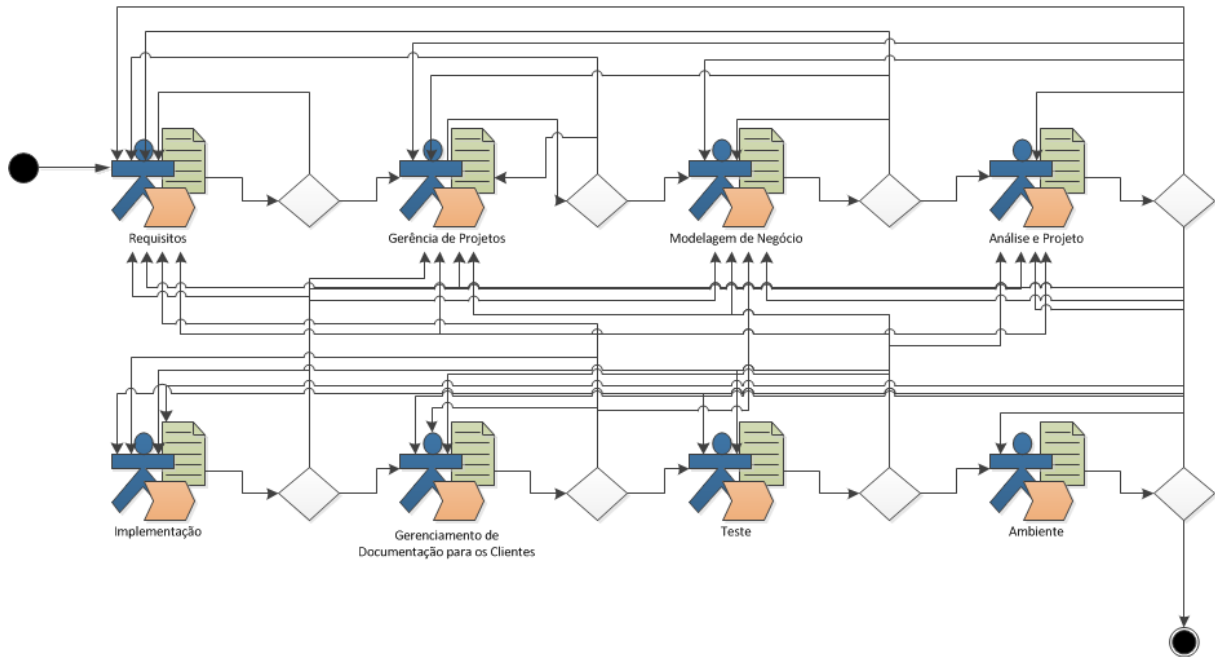 Requisitos
Gerência de Projetos
Modelagem de Negócio
Análise e Projeto
Implementação
Gerenciamento de
Documentação para os Clientes
Teste
Ambiente